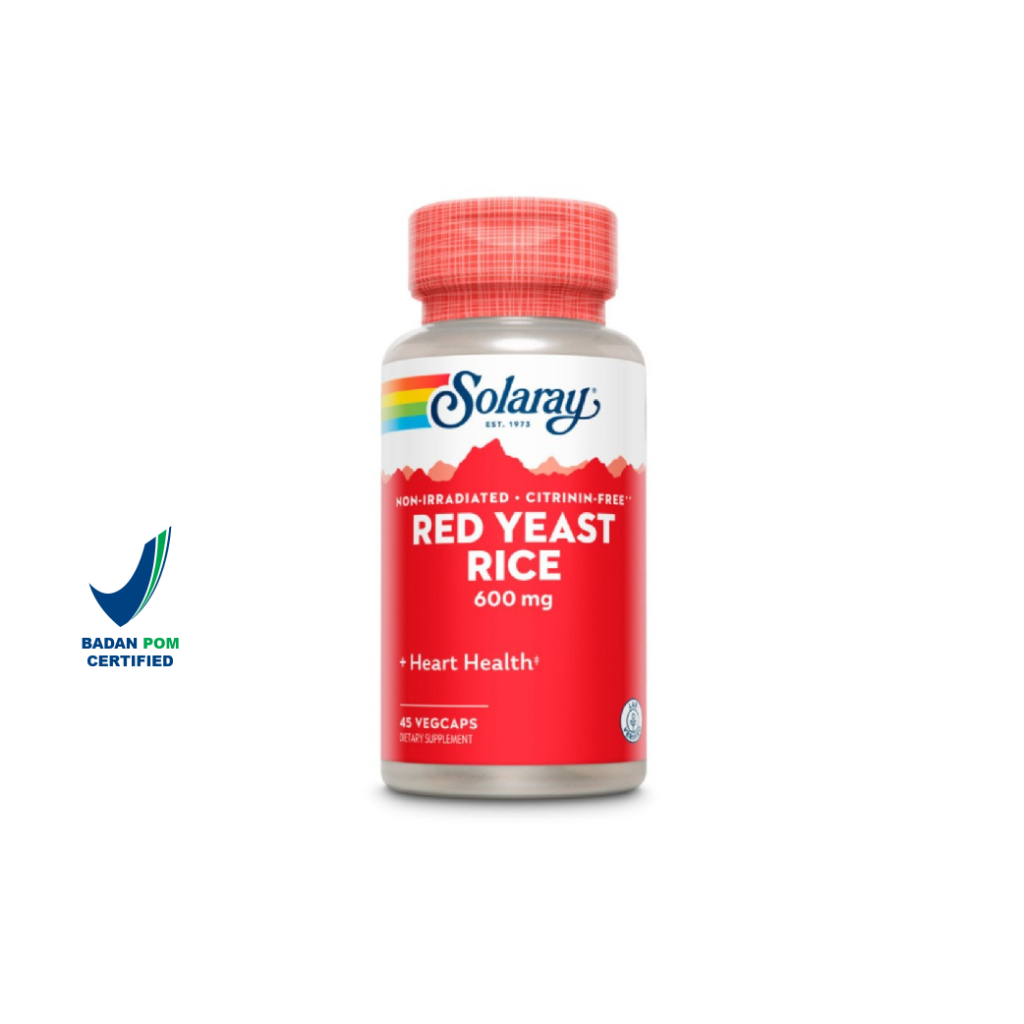 Solaray®
EST. 1973
NON-IRRADIATED • CITRININ-FREE**
RED YEAST
RICE
600 mg
+ Heart Health‡
45 VEGCAPS
DIETARY SUPPLEMENT
BADAN POM
CERTIFIED